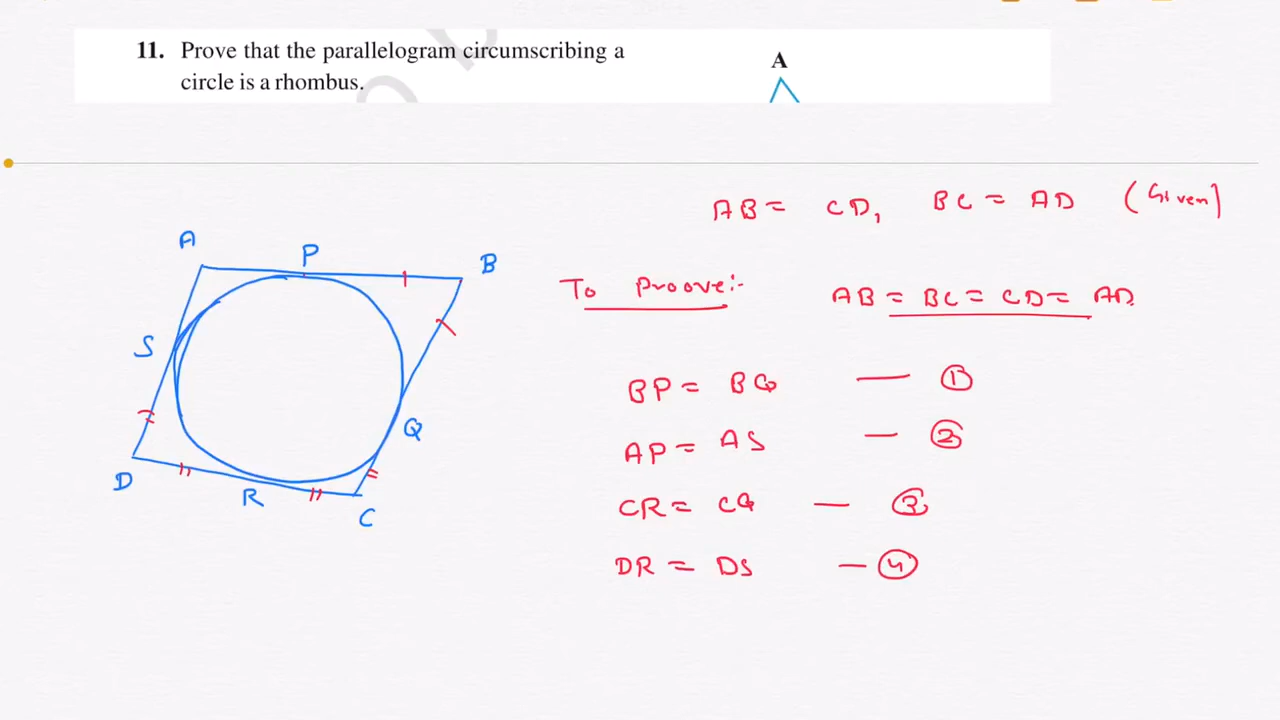 11. Prove that the parallelogram circumscribing a
circle is a rhombus.
A
AB = CD, BC = AD (Given)
To Proove:-
AB = BC = CD = AD.
A
P
B
S
Q
D
R
C
BP = BQ — 1
AP = AS — 2
CR = CQ — 3
DR = DS — 4